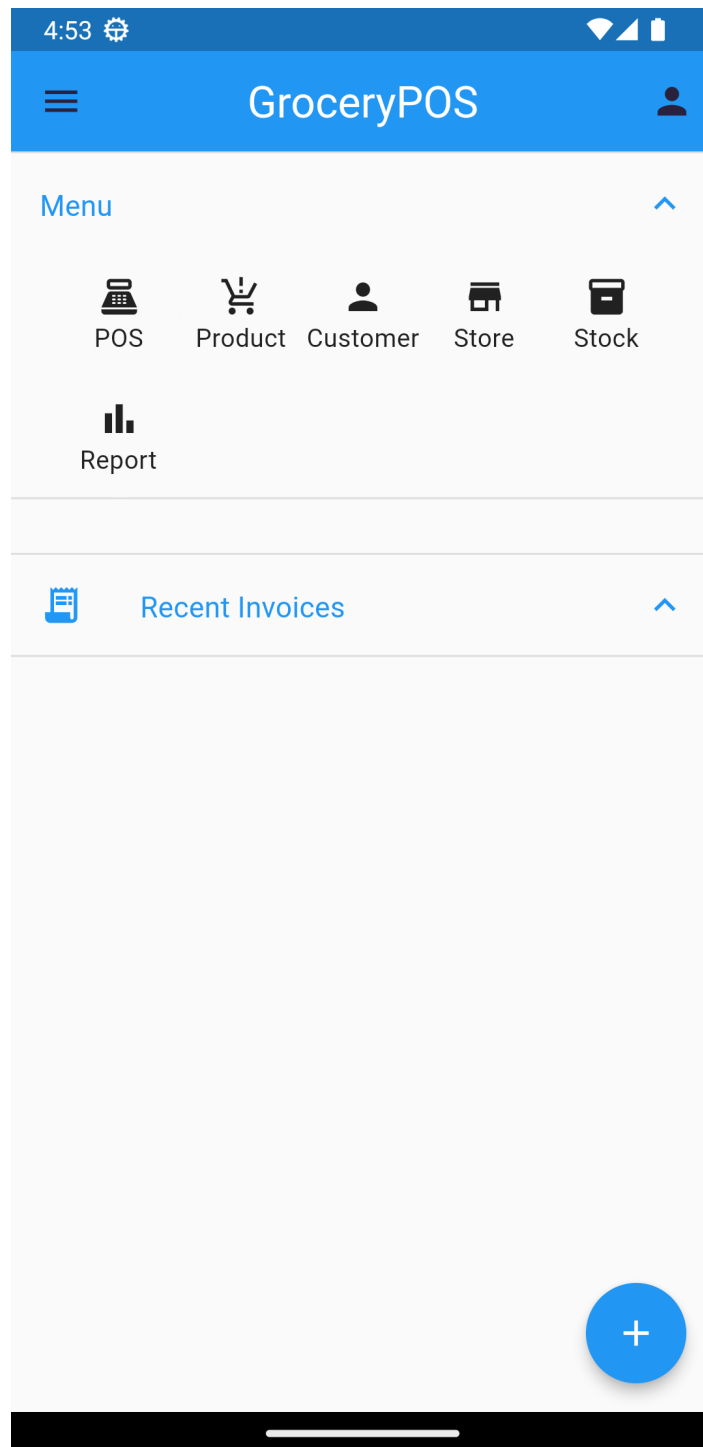 4:53
GroceryPOS
Menu
POS Product Customer Store Stock
Report
Recent Invoices